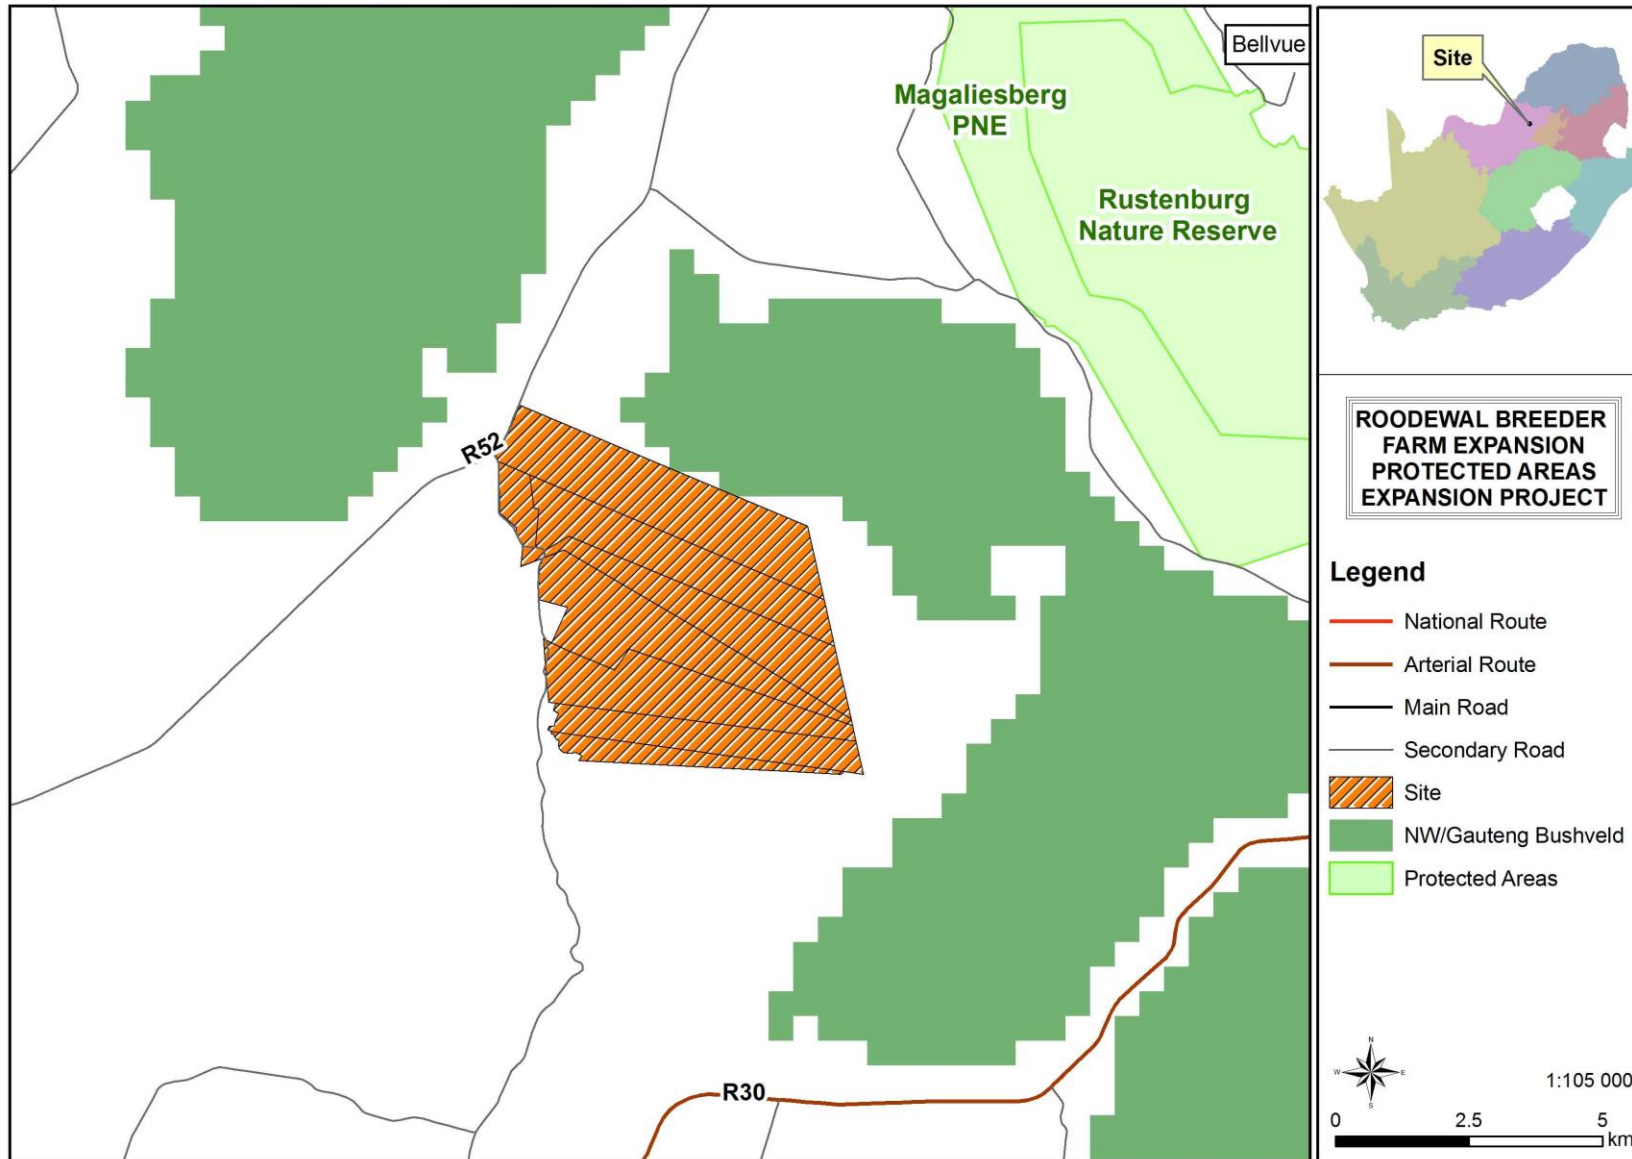 Bellvue
Magaliesberg
PNE
Rustenburg
Nature Reserve
R52
R30
Site
ROODEWAL BREEDER
FARM EXPANSION
PROTECTED AREAS
EXPANSION PROJECT
Legend
National Route
Arterial Route
Main Road
Secondary Road
Site
NW/Gauteng Bushveld
Protected Areas
N
W E
S
1:105 000
0 2.5 5
km